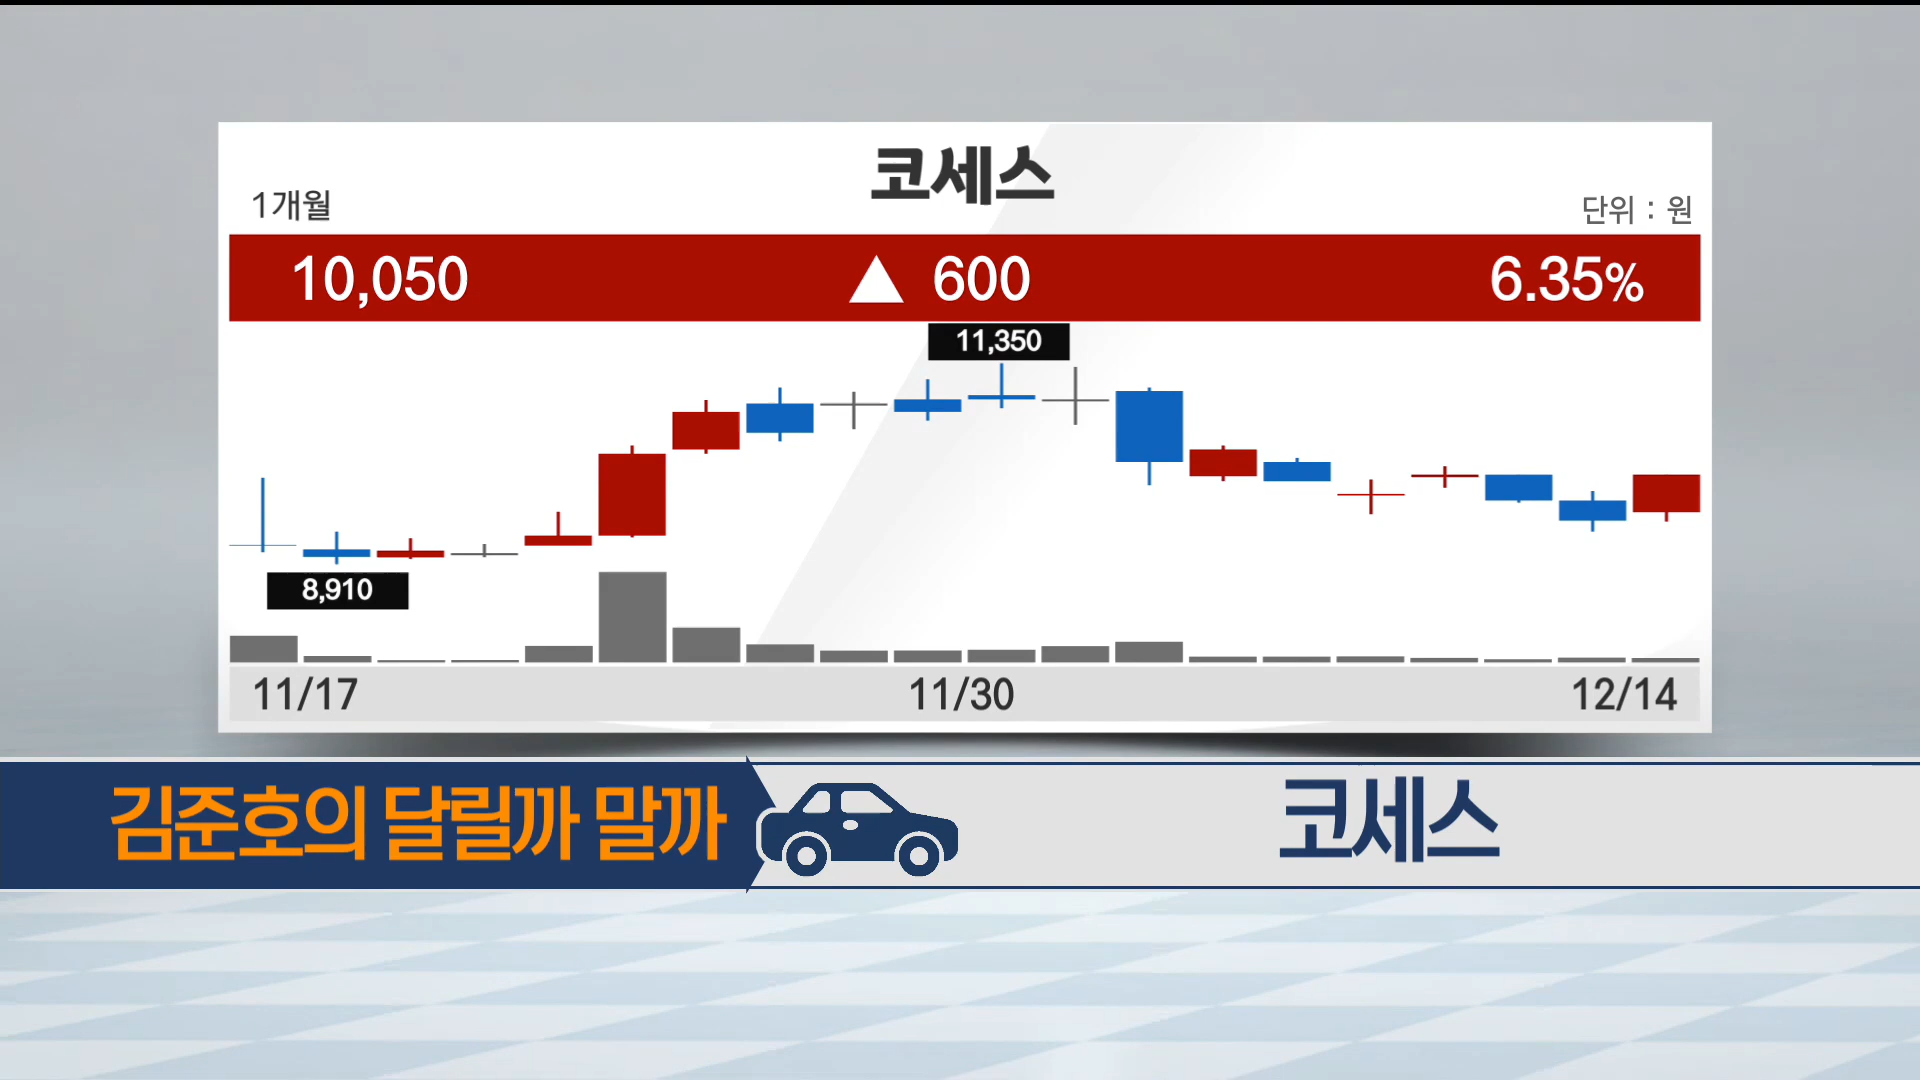 코세스
1개월
단위 : 원
10,050 ▲ 600 6.35%
11,350
8,910
11/17 11/30 12/14
김준호의 달릴까 말까
코세스